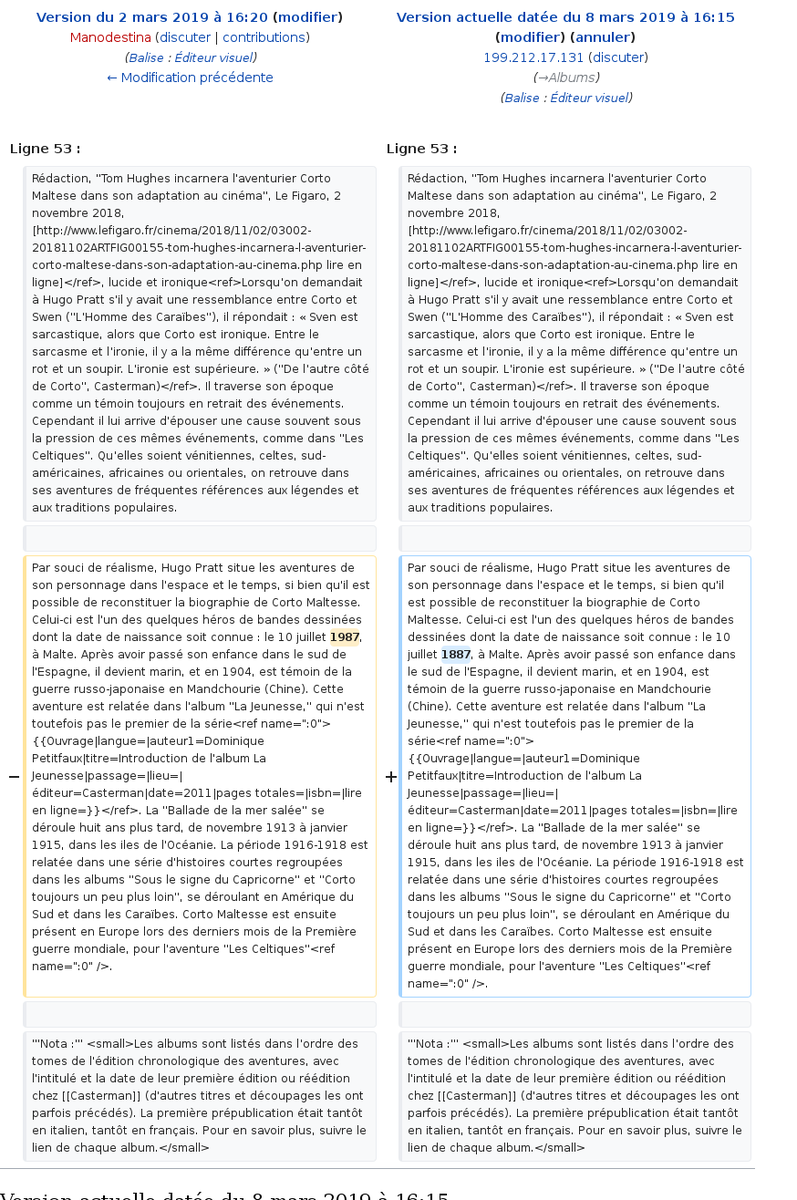 Version du 2 mars 2019 à 16:20 (modifier)
Manodestina (discuter | contributions)
(Balise : Éditeur visuel)
← Modification précédente
Version actuelle datée du 8 mars 2019 à 16:15
(modifier) (annuler)
199.212.17.131 (discuter)
(→Albums)
(Balise : Éditeur visuel)
Ligne 53 :
Rédaction, "Tom Hughes incarnera l'aventurier Corto
Maltese dans son adaptation au cinéma", Le Figaro, 2
novembre 2018,
[http://www.lefigaro.fr/cinema/2018/11/02/03002-
20181102ARTFIG00155-tom-hughes-incarnera-l-aventurier-
corto-maltese-dans-son-adaptation-au-cinema.php lire en
ligne]</ref>, lucide et ironique<ref>Lorsqu'on demandait
à Hugo Pratt s'il y avait une ressemblance entre Corto et
Swen (''L'Homme des Caraïbes''), il répondait : « Sven est
sarcastique, alors que Corto est ironique. Entre le
sarcasme et l'ironie, il y a la même différence qu'entre un
rot et un soupir. L'ironie est supérieure. » (''De l'autre côté
de Corto'', Casterman)</ref>. Il traverse son époque
comme un témoin toujours en retrait des événements.
Cependant il lui arrive d'épouser une cause souvent sous
la pression de ces mêmes événements, comme dans ''Les
Celtiques''. Qu'elles soient vénitiennes, celtes, sud-
américaines, africaines ou orientales, on retrouve dans
ses aventures de fréquentes références aux légendes et
aux traditions populaires.
Par souci de réalisme, Hugo Pratt situe les aventures de
son personnage dans l'espace et le temps, si bien qu'il est
possible de reconstituer la biographie de Corto Maltesse.
Celui-ci est l'un des quelques héros de bandes dessinées
dont la date de naissance soit connue : le 10 juillet 1987,
à Malte. Après avoir passé son enfance dans le sud de
l'Espagne, il devient marin, et en 1904, est témoin de la
guerre russo-japonaise en Mandchourie (Chine). Cette
aventure est relatée dans l'album ''La Jeunesse,'' qui n'est
toutefois pas le premier de la série<ref name=":0">
{{Ouvrage|langue=|auteur1=Dominique
Petitfaux|titre=Introduction de l'album La
− Jeunesse|passage=|lieu=|
éditeur=Casterman|date=2011|pages totales=|isbn=|lire
en ligne=}}</ref>. La ''Ballade de la mer salée'' se
déroule huit ans plus tard, de novembre 1913 à janvier
1915, dans les iles de l'Océanie. La période 1916-1918 est
relatée dans une série d'histoires courtes regroupées
dans les albums ''Sous le signe du Capricorne'' et ''Corto
toujours un peu plus loin'', se déroulant en Amérique du
Sud et dans les Caraïbes. Corto Maltesse est ensuite
présent en Europe lors des derniers mois de la Première
guerre mondiale, pour l'aventure ''Les Celtiques''<ref
name=":0" />.
'''Nota :''' <small>Les albums sont listés dans l'ordre des
tomes de l'édition chronologique des aventures, avec
l'intitulé et la date de leur première édition ou réédition
chez [[Casterman]] (d'autres titres et découpages les ont
parfois précédés). La première prépublication était tantôt
en italien, tantôt en français. Pour en savoir plus, suivre le
lien de chaque album.</small>
Ligne 53 :
Rédaction, "Tom Hughes incarnera l'aventurier Corto
Maltese dans son adaptation au cinéma", Le Figaro, 2
novembre 2018,
[http://www.lefigaro.fr/cinema/2018/11/02/03002-
20181102ARTFIG00155-tom-hughes-incarnera-l-aventurier-
corto-maltese-dans-son-adaptation-au-cinema.php lire en
ligne]</ref>, lucide et ironique<ref>Lorsqu'on demandait
à Hugo Pratt s'il y avait une ressemblance entre Corto et
Swen (''L'Homme des Caraïbes''), il répondait : « Sven est
sarcastique, alors que Corto est ironique. Entre le
sarcasme et l'ironie, il y a la même différence qu'entre un
rot et un soupir. L'ironie est supérieure. » (''De l'autre côté
de Corto'', Casterman)</ref>. Il traverse son époque
comme un témoin toujours en retrait des événements.
Cependant il lui arrive d'épouser une cause souvent sous
la pression de ces mêmes événements, comme dans ''Les
Celtiques''. Qu'elles soient vénitiennes, celtes, sud-
américaines, africaines ou orientales, on retrouve dans
ses aventures de fréquentes références aux légendes et
aux traditions populaires.
Par souci de réalisme, Hugo Pratt situe les aventures de
son personnage dans l'espace et le temps, si bien qu'il est
possible de reconstituer la biographie de Corto
Maltesse. Celui-ci est l'un des quelques héros de bandes
dessinées dont la date de naissance soit connue : le 10
juillet 1887, à Malte. Après avoir passé son enfance dans
le sud de l'Espagne, il devient marin, et en 1904, est
témoin de la guerre russo-japonaise en Mandchourie
(Chine). Cette aventure est relatée dans l'album ''La
Jeunesse,'' qui n'est toutefois pas le premier de la
série<ref name=":0">
{{Ouvrage|langue=|auteur1=Dominique
+ Petitfaux|titre=Introduction de l'album La
Jeunesse|passage=|lieu=|
éditeur=Casterman|date=2011|pages totales=|isbn=|lire
en ligne=}}</ref>. La ''Ballade de la mer salée'' se
déroule huit ans plus tard, de novembre 1913 à janvier
1915, dans les iles de l'Océanie. La période 1916-1918 est
relatée dans une série d'histoires courtes regroupées
dans les albums ''Sous le signe du Capricorne'' et ''Corto
toujours un peu plus loin'', se déroulant en Amérique du
Sud et dans les Caraïbes. Corto Maltesse est ensuite
présent en Europe lors des derniers mois de la Première
guerre mondiale, pour l'aventure ''Les Celtiques''<ref
name=":0" />.
'''Nota :''' <small>Les albums sont listés dans l'ordre des
tomes de l'édition chronologique des aventures, avec
l'intitulé et la date de leur première édition ou réédition
chez [[Casterman]] (d'autres titres et découpages les ont
parfois précédés). La première prépublication était tantôt
en italien, tantôt en français. Pour en savoir plus, suivre le
lien de chaque album.</small>
Version actuelle datée du 8 mars 2019 à 16:15